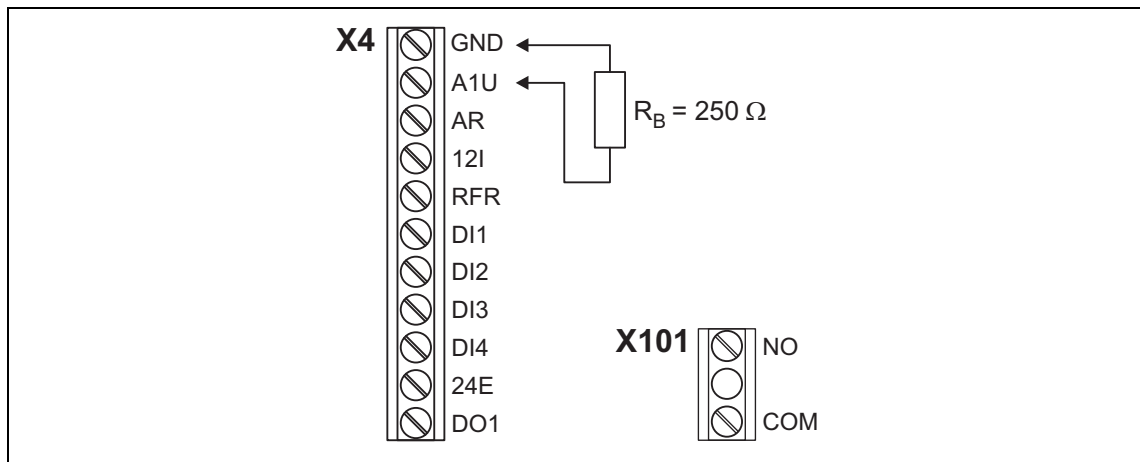 X4
GND
A1U
AR
12I
RFR
DI1
DI2
DI3
DI4
24E
DO1
R_B = 250 Ω
X101
NO
COM